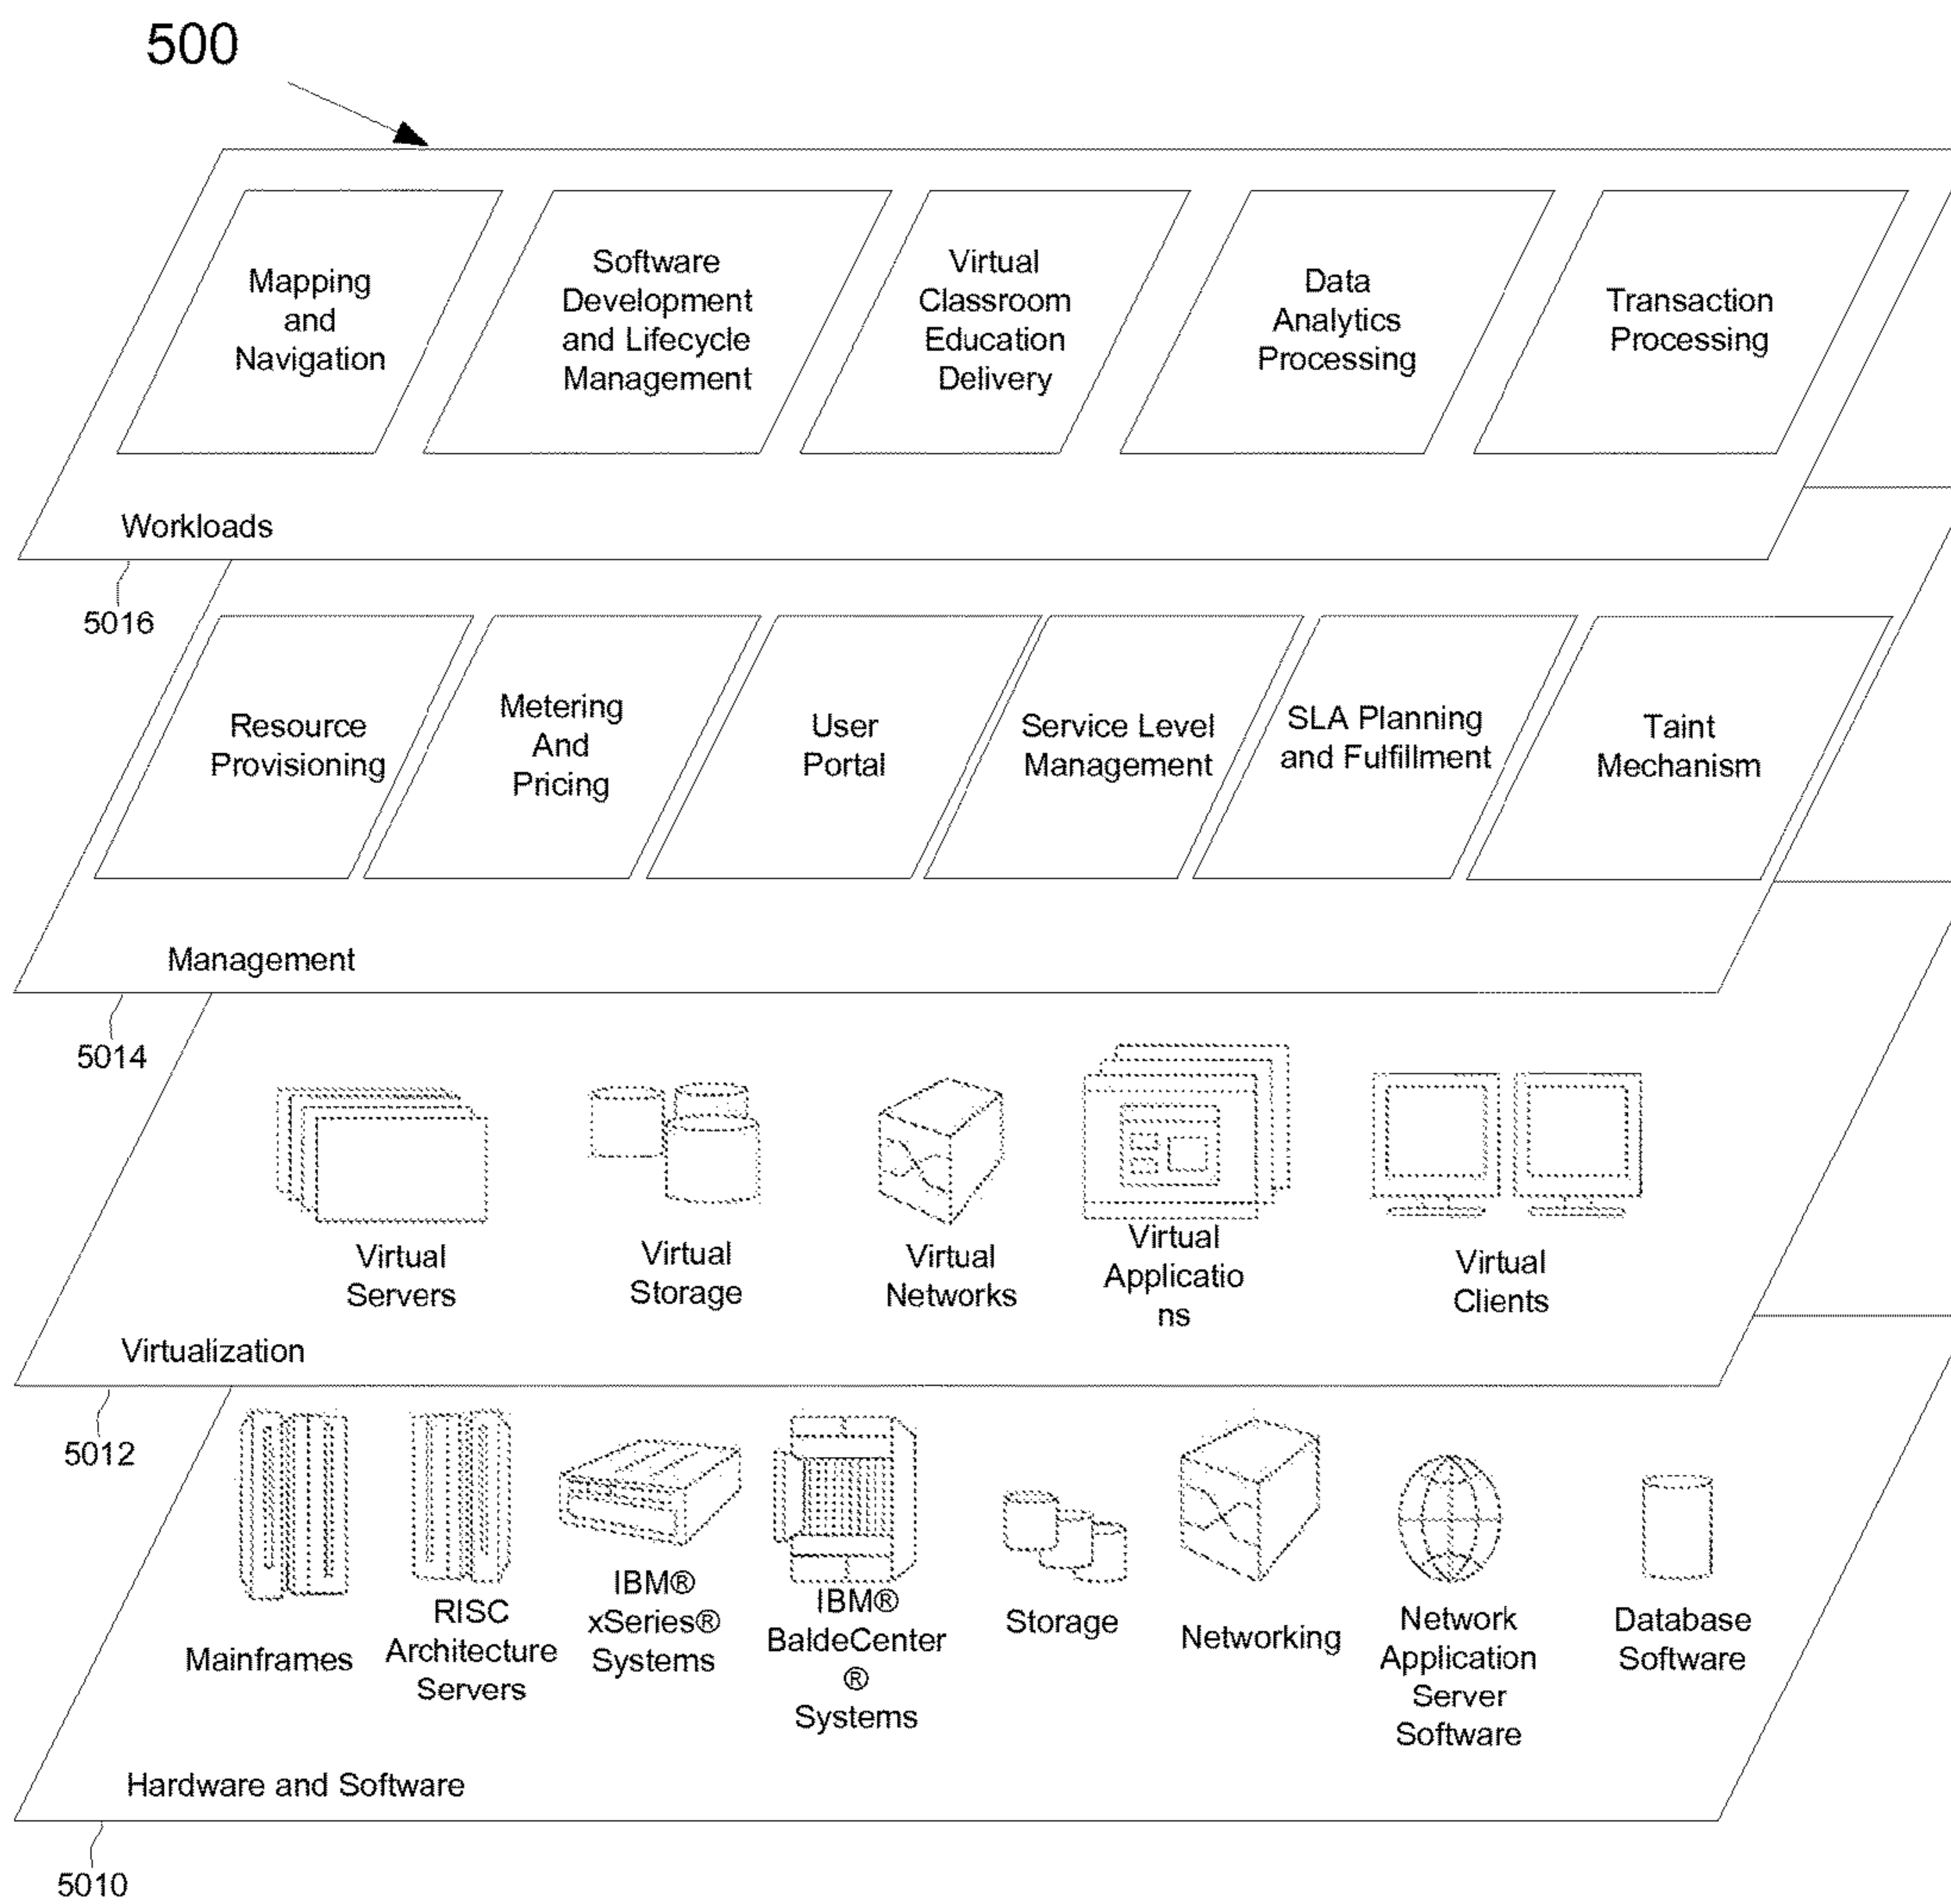 500
Mapping
and
Navigation
Software
Development
and Lifecycle
Management
Virtual
Classroom
Education
Delivery
Data
Analytics
Processing
Transaction
Processing
Workloads
5016
Resource
Provisioning
Metering
And
Pricing
User
Portal
Service Level
Management
SLA Planning
and Fulfillment
Taint
Mechanism
Management
5014
Virtual
Servers
Virtual
Storage
Virtual
Networks
Virtual
Applicatio
ns
Virtual
Clients
Virtualization
5012
Mainframes
RISC
Architecture
Servers
IBM®
xSeries®
Systems
IBM®
BaldeCenter
®
Systems
Storage
Networking
Network
Application
Server
Software
Database
Software
Hardware and Software
5010